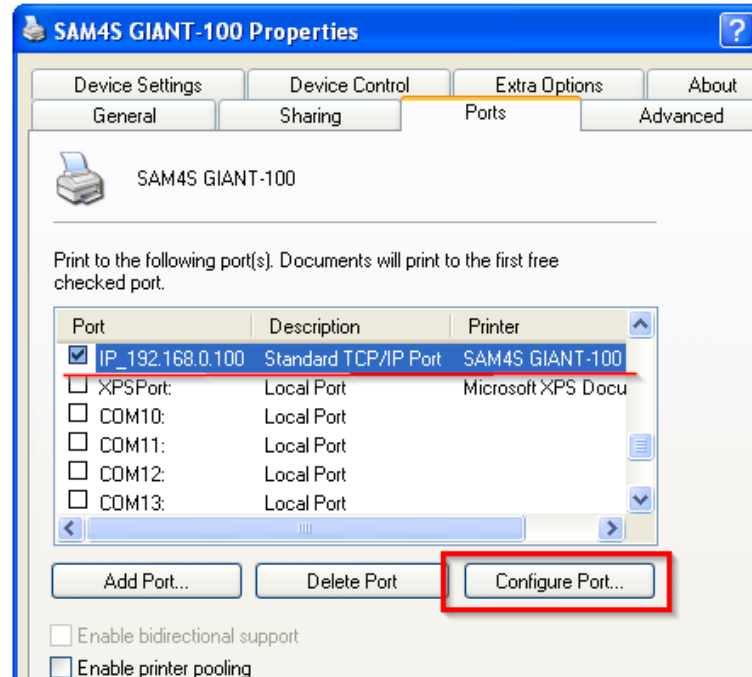 SAM4S GIANT-100 Properties
?
Device Settings Device Control Extra Options About
General Sharing Ports Advanced
SAM4S GIANT-100
Print to the following port(s). Documents will print to the first free
checked port.
Port Description Printer
IP_192.168.0.100 Standard TCP/IP Port SAM4S GIANT-100
XPSPort: Local Port Microsoft XPS Docu
COM10: Local Port
COM11: Local Port
COM12: Local Port
COM13: Local Port
Add Port... Delete Port Configure Port...
Enable bidirectional support
Enable printer pooling